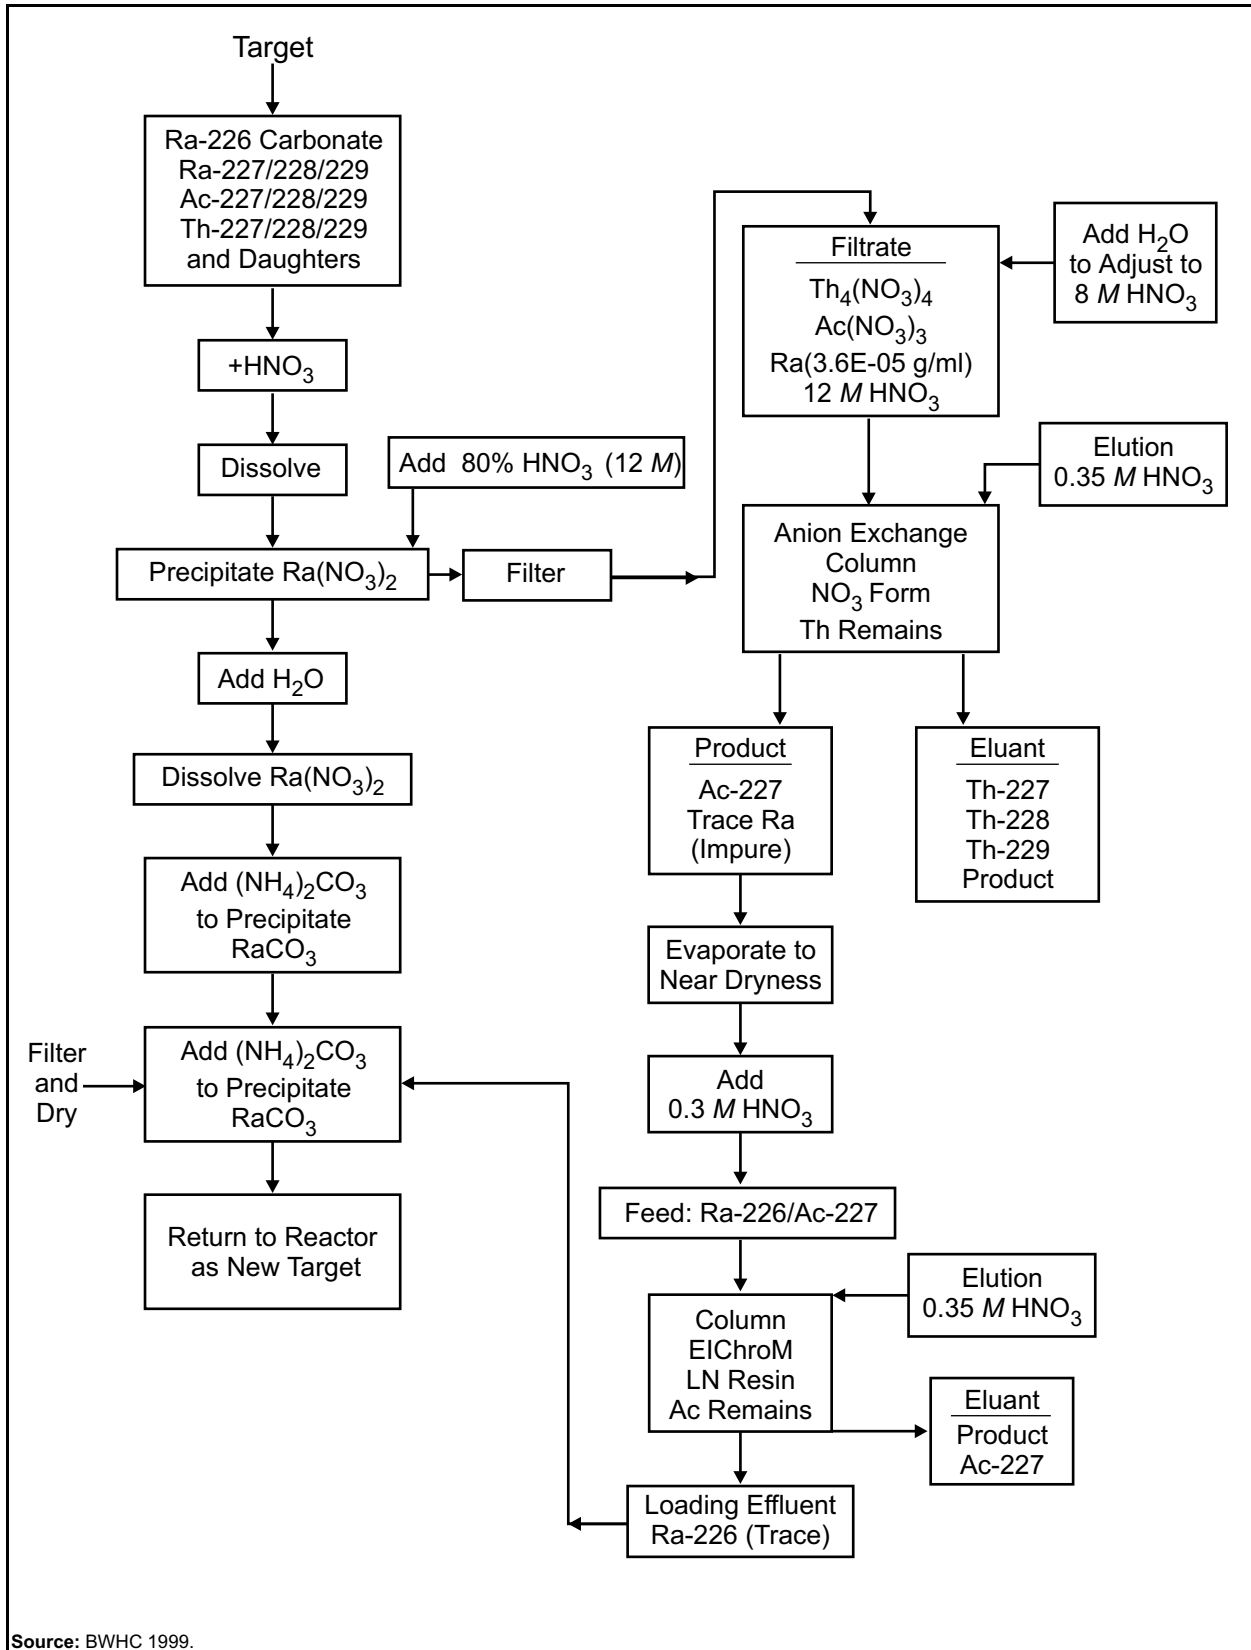 Target
Ra-226 Carbonate
Ra-227/228/229
Ac-227/228/229
Th-227/228/229
and Daughters
+HNO₃
Dissolve
Add 80% HNO₃ (12 M)
Precipitate Ra(NO₃)₂
Filter
Add H₂O
Dissolve Ra(NO₃)₂
Add (NH₄)₂CO₃
to Precipitate
RaCO₃
Filter
and
Dry
Add (NH₄)₂CO₃
to Precipitate
RaCO₃
Return to Reactor
as New Target
Filtrate
Th₄(NO₃)₄
Ac(NO₃)₃
Ra(3.6E-05 g/ml)
12 M HNO₃
Add H₂O
to Adjust to
8 M HNO₃
Elution
0.35 M HNO₃
Anion Exchange
Column
NO₃ Form
Th Remains
Product
Ac-227
Trace Ra
(Impure)
Eluant
Th-227
Th-228
Th-229
Product
Evaporate to
Near Dryness
Add
0.3 M HNO₃
Feed: Ra-226/Ac-227
Elution
0.35 M HNO₃
Column
EIChroM
LN Resin
Ac Remains
Eluant
Product
Ac-227
Loading Effluent
Ra-226 (Trace)
Source: BWHC 1999.